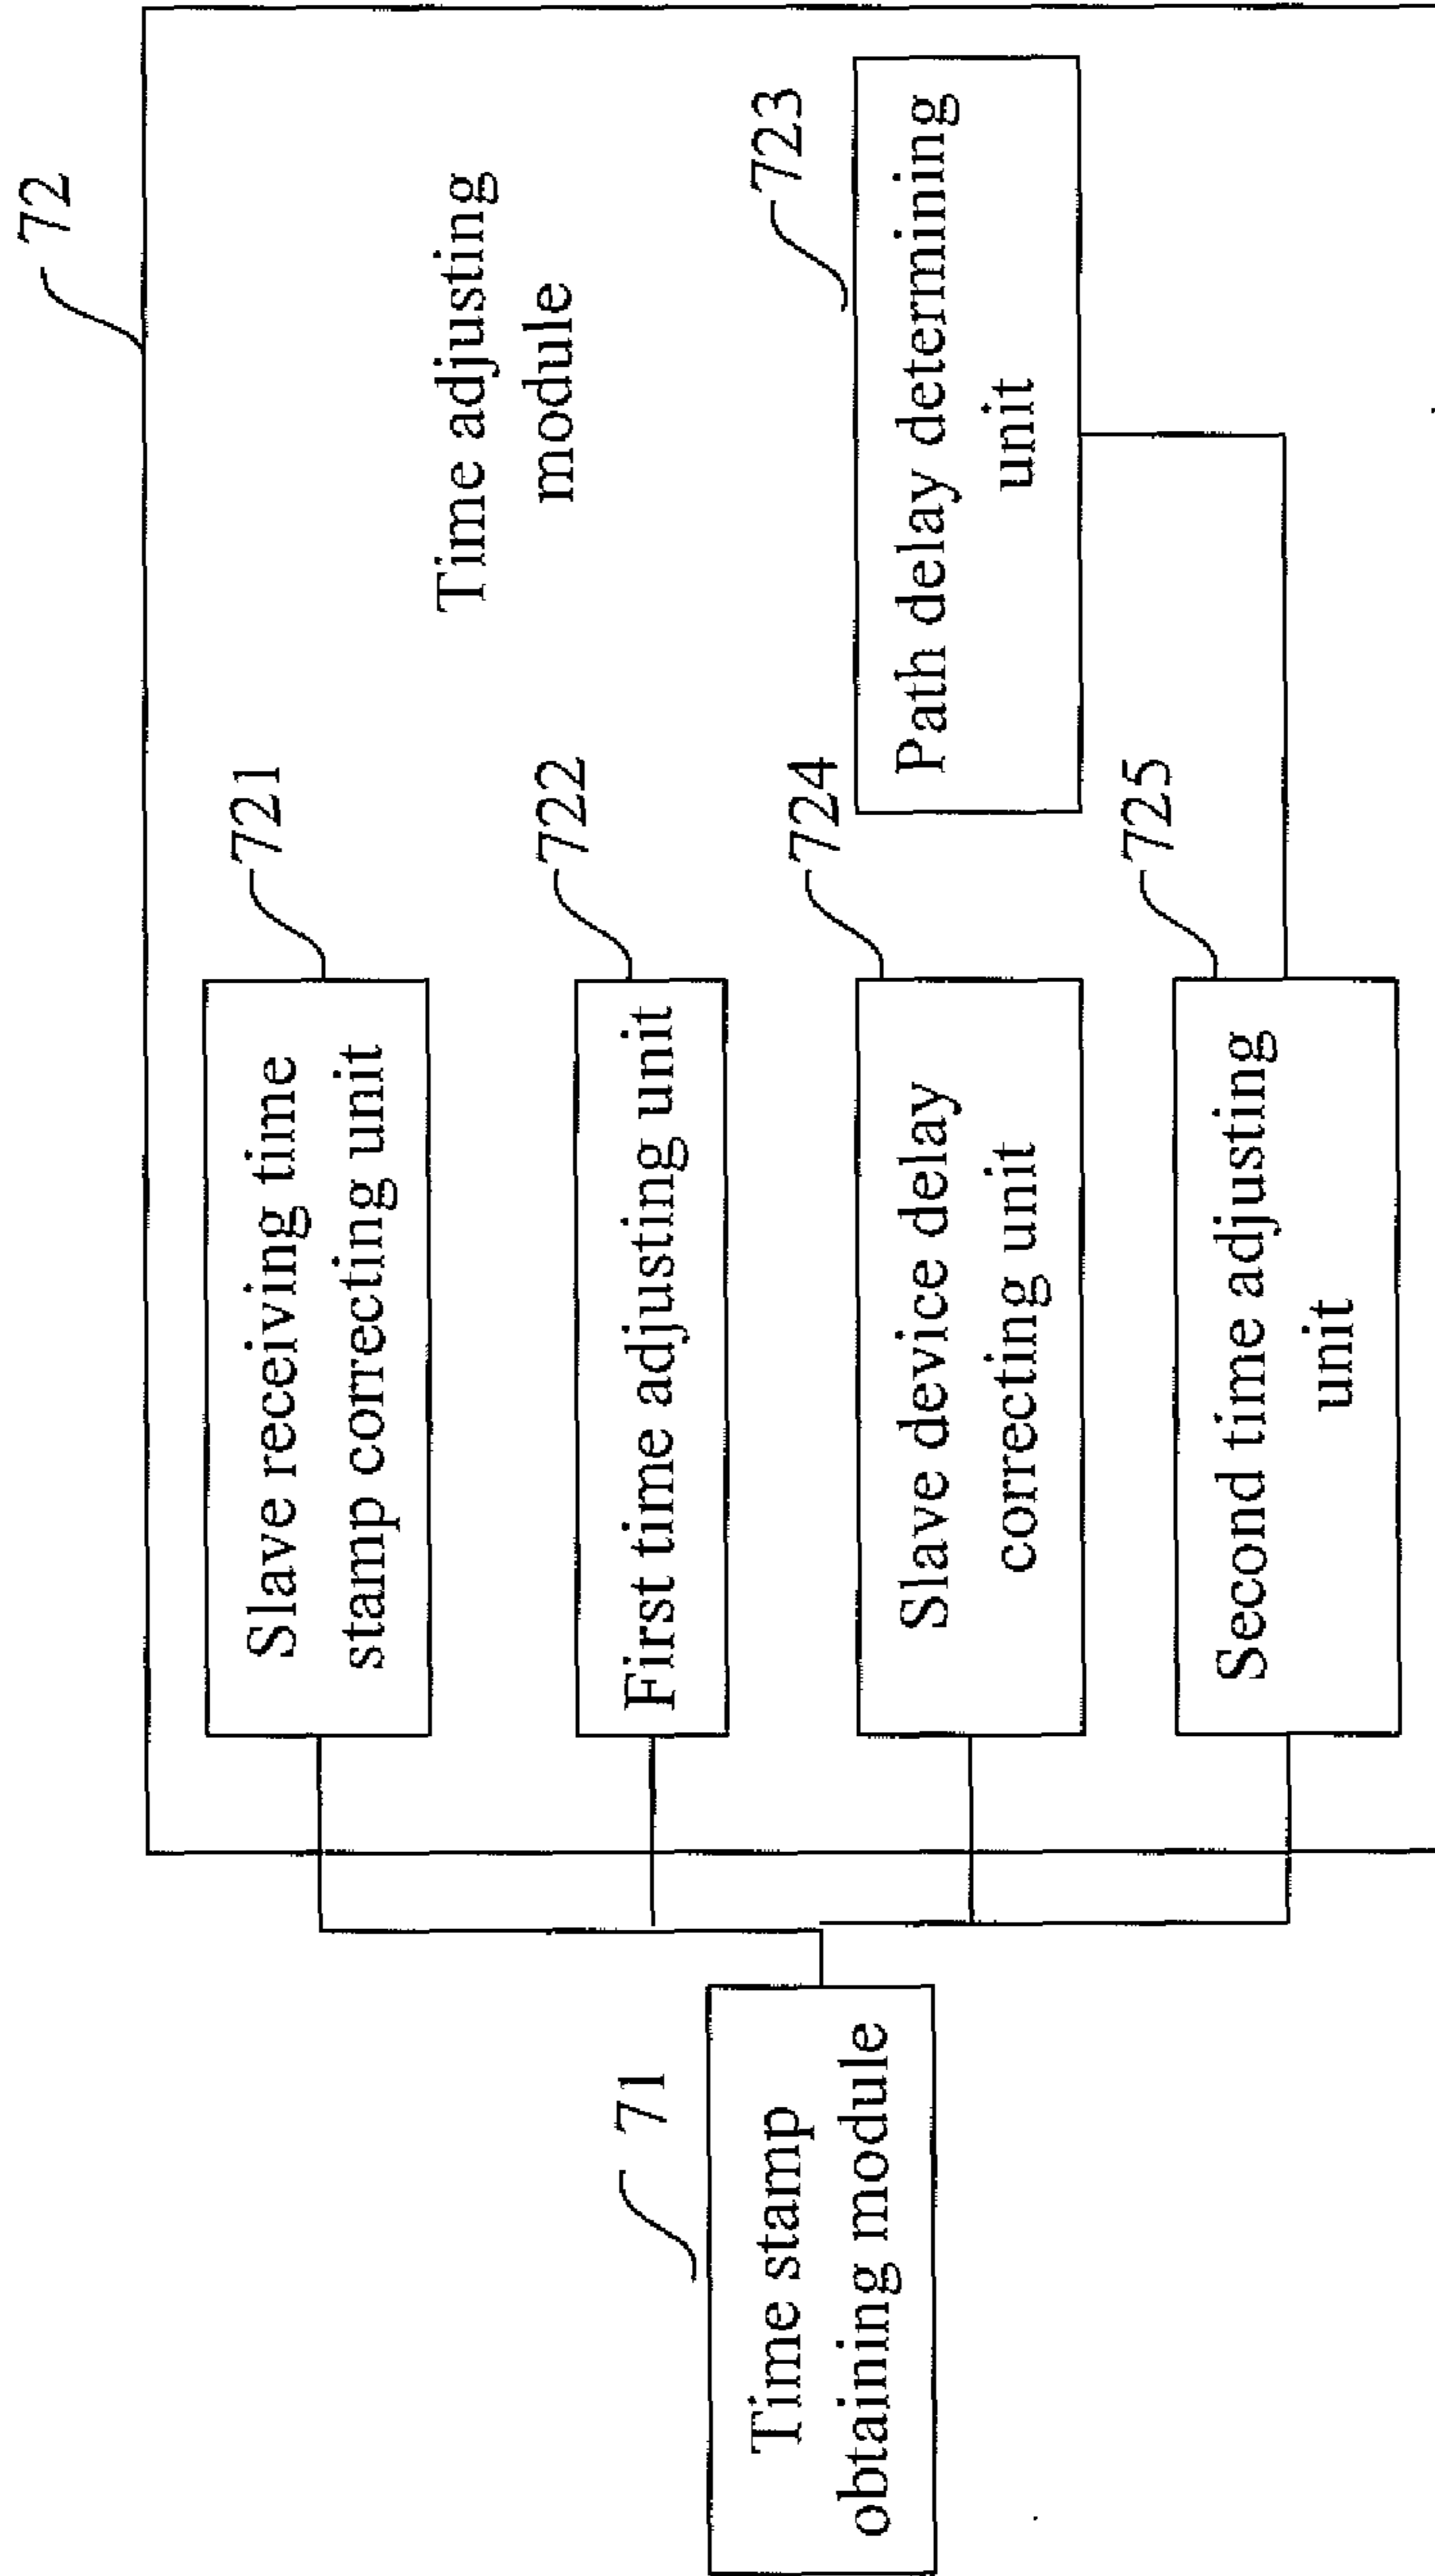 72
Time adjusting
module
721
Slave receiving time
stamp correcting unit
722
First time adjusting unit
71
Time stamp
obtaining module
724
Slave device delay
correcting unit
723
Path delay determining
unit
725
Second time adjusting
unit